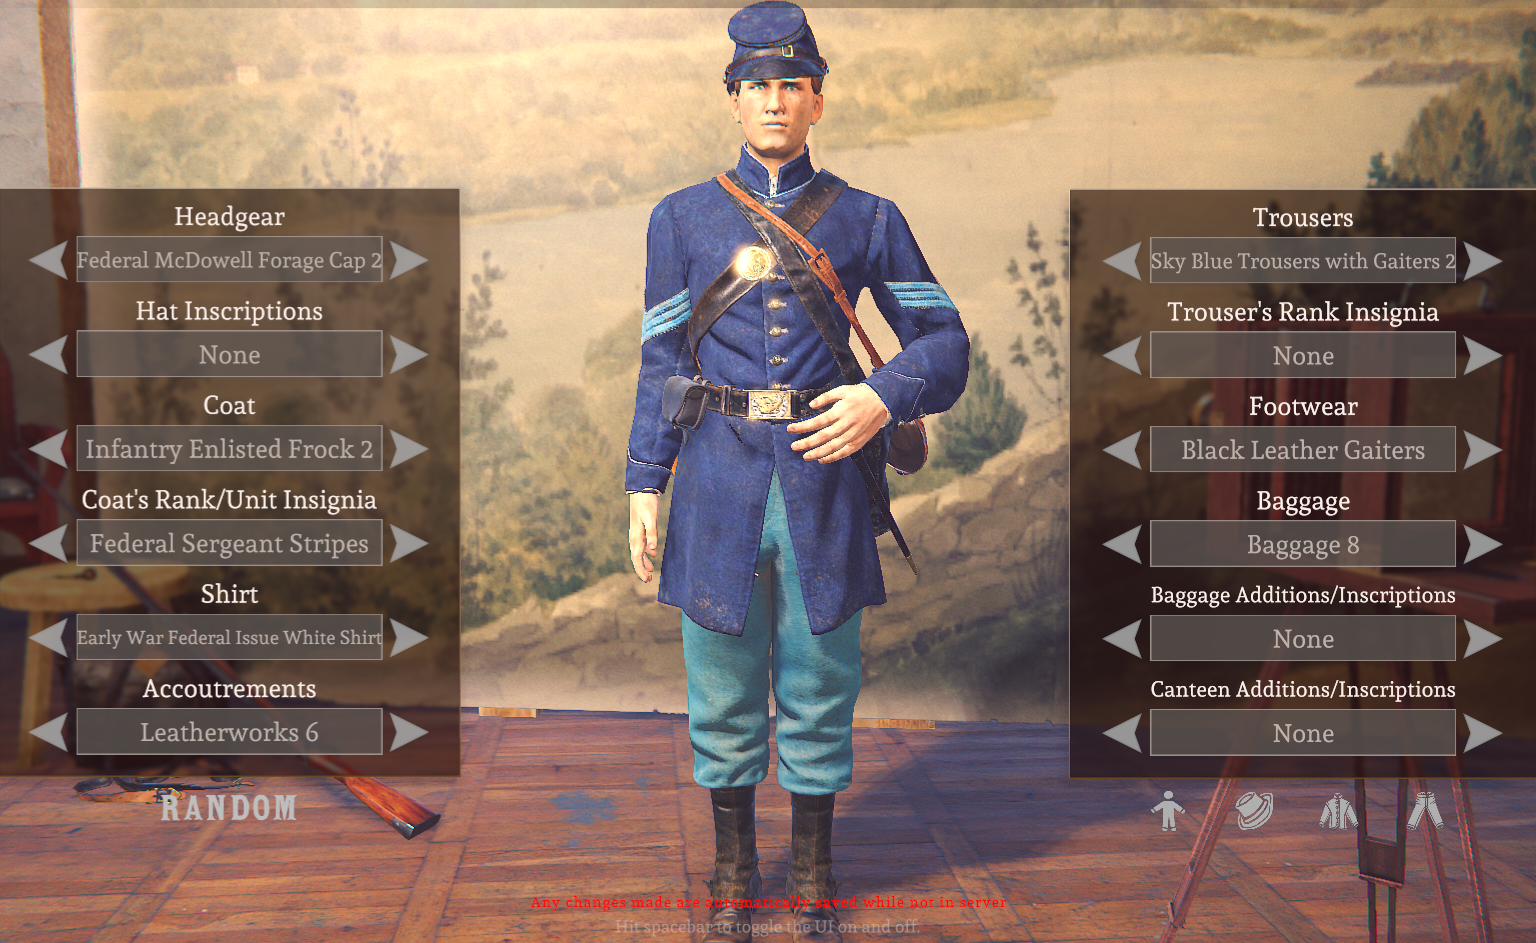 Headgear
Federal McDowell Forage Cap 2
Hat Inscriptions
None
Coat
Infantry Enlisted Frock 2
Coat's Rank/Unit Insignia
Federal Sergeant Stripes
Shirt
Early War Federal Issue White Shirt
Accoutrements
Leatherworks 6
RANDOM
Trousers
Sky Blue Trousers with Gaiters 2
Trouser's Rank Insignia
None
Footwear
Black Leather Gaiters
Baggage
Baggage 8
Baggage Additions/Inscriptions
None
Canteen Additions/Inscriptions
None
Any changes made are automatically saved while not in server
Hit spacebar to toggle the UI on and off.